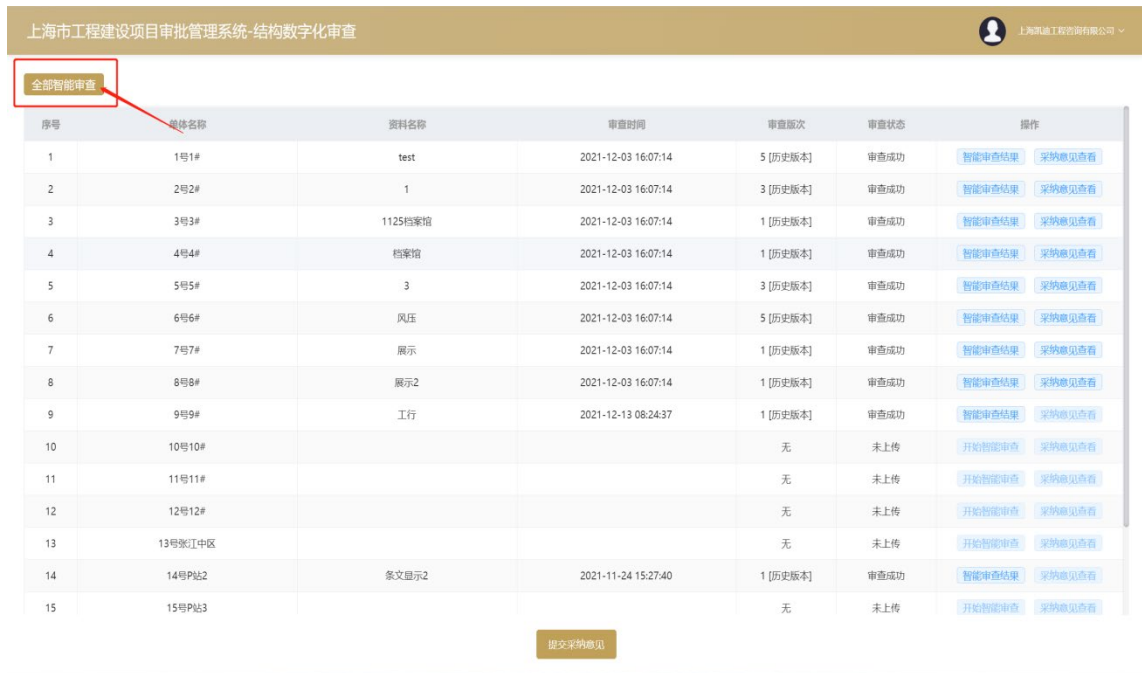 上海市工程建设项目审批管理系统-结构数字化审查 上海凯迪工程咨询有限公司
全部智能审查
序号 单体名称 资料名称 审查时间 审查版次 审查状态 操作
1 1号1# test 2021-12-03 16:07:14 5 [历史版本] 审查成功 智能审查结果 采纳意见查看
2 2号2# 1 2021-12-03 16:07:14 3 [历史版本] 审查成功 智能审查结果 采纳意见查看
3 3号3# 1125档案馆 2021-12-03 16:07:14 1 [历史版本] 审查成功 智能审查结果 采纳意见查看
4 4号4# 档案馆 2021-12-03 16:07:14 1 [历史版本] 审查成功 智能审查结果 采纳意见查看
5 5号5# 3 2021-12-03 16:07:14 3 [历史版本] 审查成功 智能审查结果 采纳意见查看
6 6号6# 风压 2021-12-03 16:07:14 5 [历史版本] 审查成功 智能审查结果 采纳意见查看
7 7号7# 展示 2021-12-03 16:07:14 1 [历史版本] 审查成功 智能审查结果 采纳意见查看
8 8号8# 展示2 2021-12-03 16:07:14 1 [历史版本] 审查成功 智能审查结果 采纳意见查看
9 9号9# 工行 2021-12-13 08:24:37 1 [历史版本] 审查成功 智能审查结果 采纳意见查看
10 10号10# 无 未上传 开始智能审查 采纳意见查看
11 11号11# 无 未上传 开始智能审查 采纳意见查看
12 12号12# 无 未上传 开始智能审查 采纳意见查看
13 13号张江中区 无 未上传 开始智能审查 采纳意见查看
14 14号P站2 条文显示2 2021-11-24 15:27:40 1 [历史版本] 审查成功 智能审查结果 采纳意见查看
15 15号P站3 无 未上传 开始智能审查 采纳意见查看
提交采纳意见